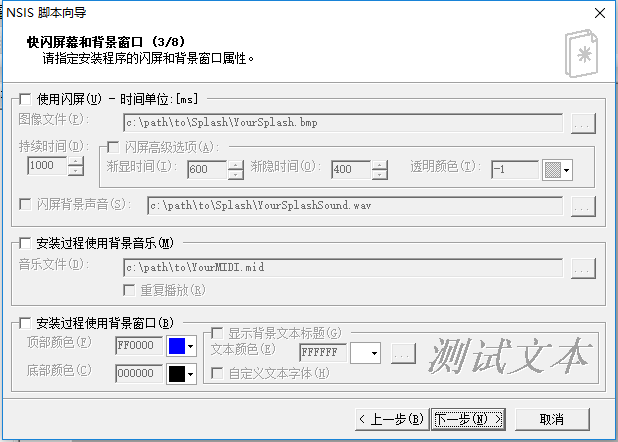 NSIS 脚本向导
快闪屏幕和背景窗口 (3/8)
请指定安装程序的闪屏和背景窗口属性。
使用闪屏(U) - 时间单位:[ms]
图像文件(P): c:\path\to\Splash\YourSplash.bmp ...
持续时间(D): 闪屏高级选项(A):
1000 渐显时间(I): 600 渐隐时间(O): 400 透明颜色(T): -1
闪屏背景声音(S): c:\path\to\Splash\YourSplashSound.wav ...
安装过程使用背景音乐(M)
音乐文件(D): c:\path\to\YourMIDI.mid ...
重复播放(R)
安装过程使用背景窗口(B)
显示背景文本标题(G)
顶部颜色(F) FF0000 文本颜色(E) FFFFFF ... 测试文本
底部颜色(C) 000000 自定义文本字体(H)
< 上一步(B) 下一步(N) > 取消